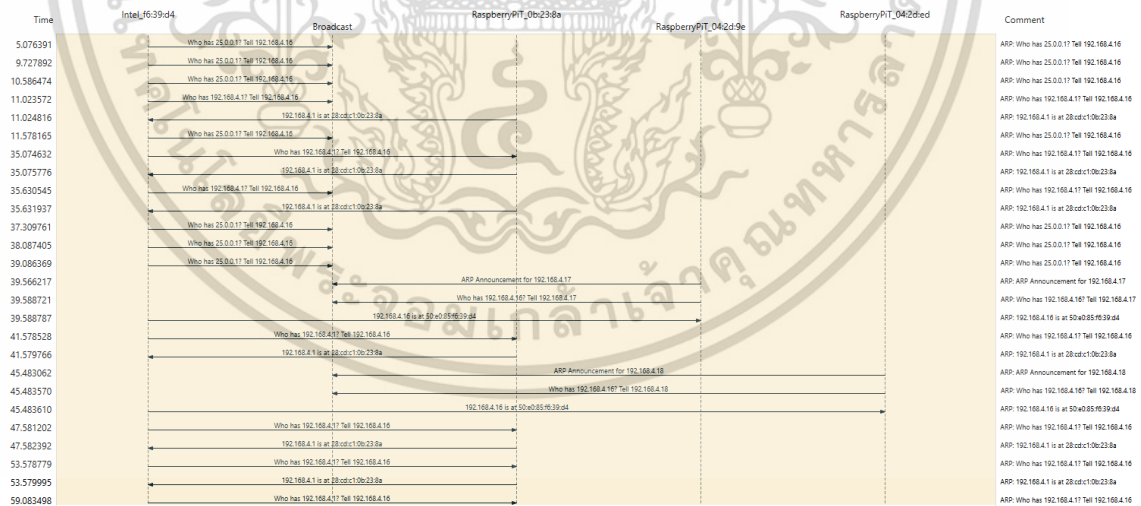 Time Intel_f6:39:d4 Broadcast RaspberryPiT_0b:23:8a RaspberryPiT_04:2d:9e RaspberryPiT_04:2d:ed Comment
5.076391 Who has 25.0.0.1? Tell 192.168.4.16 ARP: Who has 25.0.0.1? Tell 192.168.4.16
9.727892 Who has 25.0.0.1? Tell 192.168.4.16 ARP: Who has 25.0.0.1? Tell 192.168.4.16
10.586474 Who has 25.0.0.1? Tell 192.168.4.16 ARP: Who has 25.0.0.1? Tell 192.168.4.16
11.023572 Who has 192.168.4.1? Tell 192.168.4.16 ARP: Who has 192.168.4.1? Tell 192.168.4.16
11.024816 192.168.4.1 is at 28:cd:c1:0b:23:8a ARP: 192.168.4.1 is at 28:cd:c1:0b:23:8a
11.578165 Who has 25.0.0.1? Tell 192.168.4.16 ARP: Who has 25.0.0.1? Tell 192.168.4.16
35.074632 Who has 192.168.4.1? Tell 192.168.4.16 ARP: Who has 192.168.4.1? Tell 192.168.4.16
35.075776 192.168.4.1 is at 28:cd:c1:0b:23:8a ARP: 192.168.4.1 is at 28:cd:c1:0b:23:8a
35.630545 Who has 192.168.4.1? Tell 192.168.4.16 ARP: Who has 192.168.4.1? Tell 192.168.4.16
35.631937 192.168.4.1 is at 28:cd:c1:0b:23:8a ARP: 192.168.4.1 is at 28:cd:c1:0b:23:8a
37.309761 Who has 25.0.0.1? Tell 192.168.4.16 ARP: Who has 25.0.0.1? Tell 192.168.4.16
38.087405 Who has 25.0.0.1? Tell 192.168.4.16 ARP: Who has 25.0.0.1? Tell 192.168.4.16
39.086369 Who has 25.0.0.1? Tell 192.168.4.16 ARP: Who has 25.0.0.1? Tell 192.168.4.16
39.566217 ARP Announcement for 192.168.4.17 ARP: ARP Announcement for 192.168.4.17
39.588721 Who has 192.168.4.16? Tell 192.168.4.17 ARP: Who has 192.168.4.16? Tell 192.168.4.17
39.588787 192.168.4.16 is at 50:e0:85:f6:39:d4 ARP: 192.168.4.16 is at 50:e0:85:f6:39:d4
41.578528 Who has 192.168.4.1? Tell 192.168.4.16 ARP: Who has 192.168.4.1? Tell 192.168.4.16
41.579766 192.168.4.1 is at 28:cd:c1:0b:23:8a ARP: 192.168.4.1 is at 28:cd:c1:0b:23:8a
45.483062 ARP Announcement for 192.168.4.18 ARP: ARP Announcement for 192.168.4.18
45.483570 Who has 192.168.4.16? Tell 192.168.4.18 ARP: Who has 192.168.4.16? Tell 192.168.4.18
45.483610 192.168.4.16 is at 50:e0:85:f6:39:d4 ARP: 192.168.4.16 is at 50:e0:85:f6:39:d4
47.581202 Who has 192.168.4.1? Tell 192.168.4.16 ARP: Who has 192.168.4.1? Tell 192.168.4.16
47.582392 192.168.4.1 is at 28:cd:c1:0b:23:8a ARP: 192.168.4.1 is at 28:cd:c1:0b:23:8a
53.578779 Who has 192.168.4.1? Tell 192.168.4.16 ARP: Who has 192.168.4.1? Tell 192.168.4.16
53.579995 192.168.4.1 is at 28:cd:c1:0b:23:8a ARP: 192.168.4.1 is at 28:cd:c1:0b:23:8a
59.083498 Who has 192.168.4.1? Tell 192.168.4.16 ARP: Who has 192.168.4.1? Tell 192.168.4.16